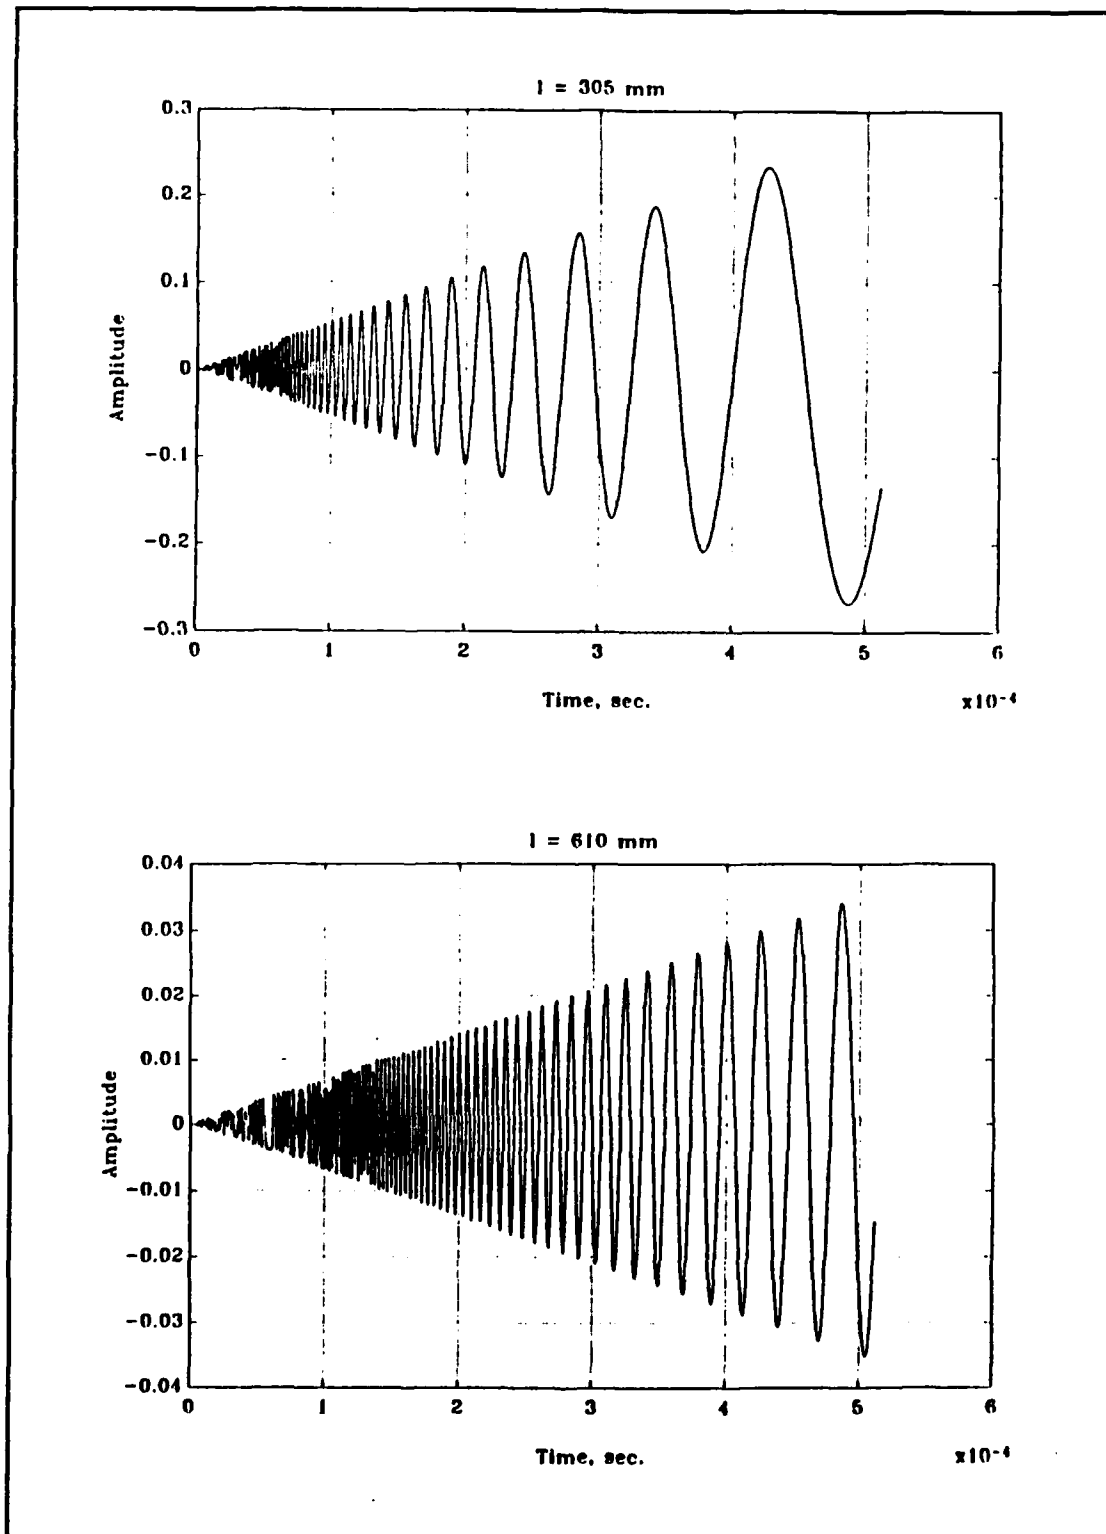 l = 305 mm
0.3
0.2
0.1
0
-0.1
-0.2
-0.3
Amplitude
0 1 2 3 4 5 6
Time, sec.
x10⁻⁴
l = 610 mm
0.04
0.03
0.02
0.01
0
-0.01
-0.02
-0.03
-0.04
Amplitude
0 1 2 3 4 5 6
Time, sec.
x10⁻⁴